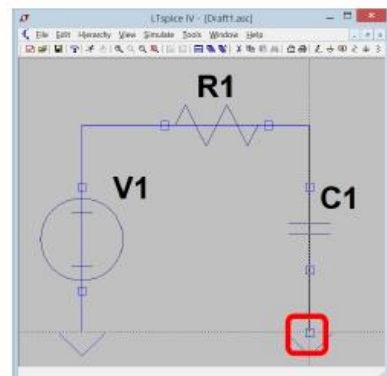 LTspice IV - [Draft1.asc]
File Edit Hierarchy View Simulate Tools Window Help
R1
V1
C1